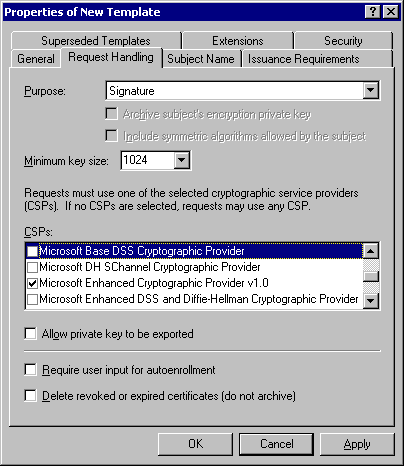 Properties of New Template
Superseded Templates Extensions Security
General Request Handling Subject Name Issuance Requirements
Purpose: Signature
Archive subject's encryption private key
Include symmetric algorithms allowed by the subject
Minimum key size: 1024
Requests must use one of the selected cryptographic service providers
(CSPs). If no CSPs are selected, requests may use any CSP.
CSPs:
Microsoft Base DSS Cryptographic Provider
Microsoft DH SChannel Cryptographic Provider
Microsoft Enhanced Cryptographic Provider v1.0
Microsoft Enhanced DSS and Diffie-Hellman Cryptographic Provider
Allow private key to be exported
Require user input for autoenrollment
Delete revoked or expired certificates (do not archive)
OK Cancel Apply